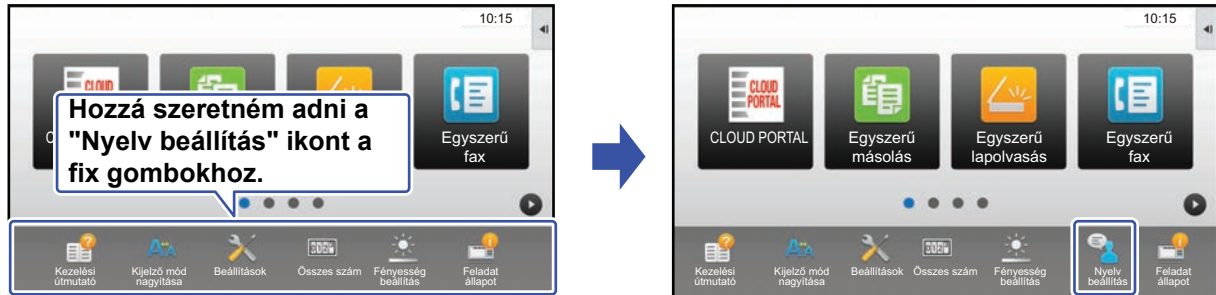 10:15
CLOUD
Hozzá szeretném adni a
"Nyelv beállítás" ikont a
fix gombokhoz.
C
Egyszerű
fax
Kezelési
útmutató
Kijelző mód
nagyítása
Beállítások
Összes szám
Fényesség
beállítás
Feladat
állapot
10:15
CLOUD
PORTAL
CLOUD PORTAL
Egyszerű
másolás
Egyszerű
lapolvasás
Egyszerű
fax
Kezelési
útmutató
Kijelző mód
nagyítása
Beállítások
Összes szám
Fényesség
beállítás
Nyelv
beállítás
Feladat
állapot